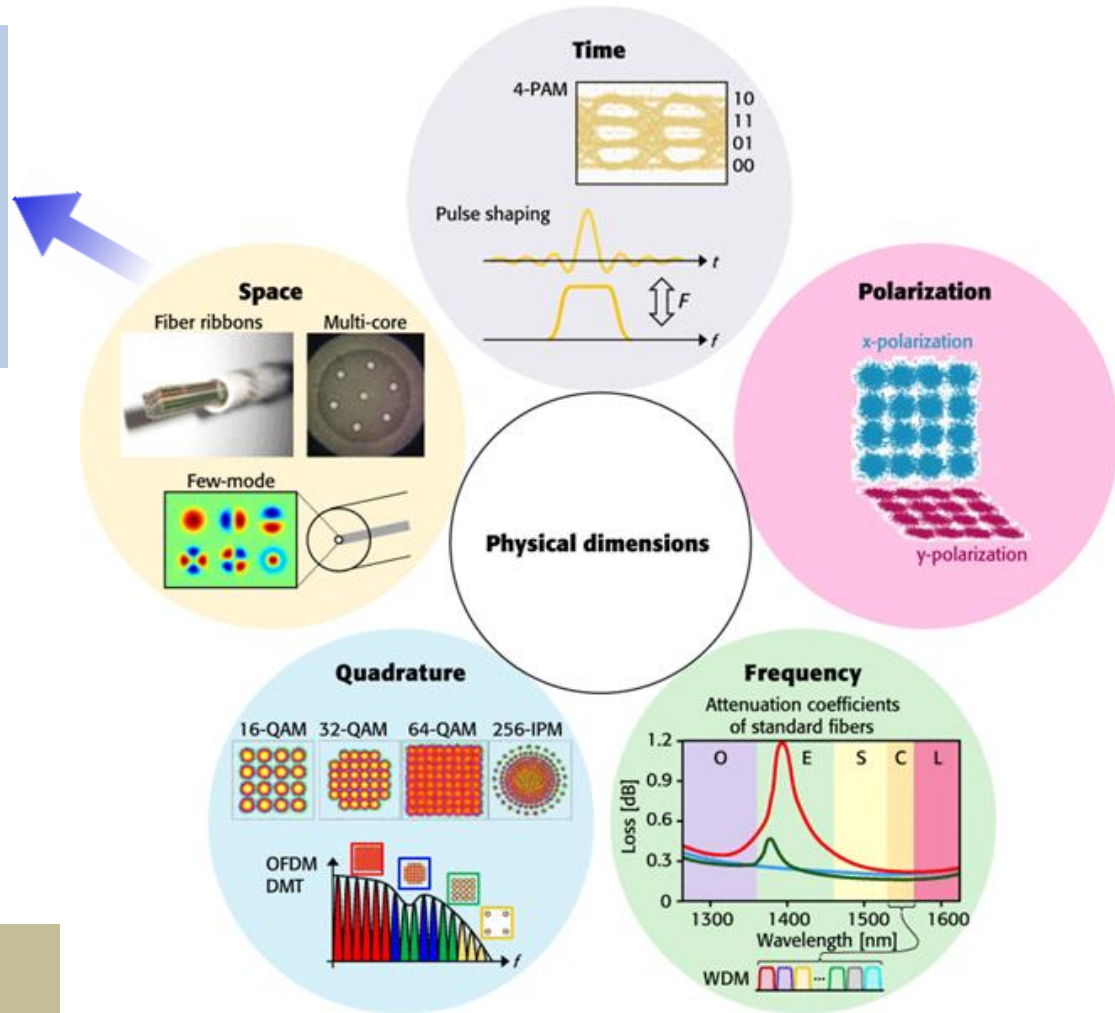 Time
4-PAM
10
11
01
00
Pulse shaping
t
F
f
Space
Fiber ribbons
Multi-core
Few-mode
Polarization
x-polarization
y-polarization
Physical dimensions
Quadrature
16-QAM 32-QAM 64-QAM 256-IPM
OFDM
DMT
f
Frequency
Attenuation coefficients
of standard fibers
Loss [dB]
1.2
0.9
0.6
0.3
0
O E S C L
1300 1400 1500 1600
Wavelength [nm]
WDM
...